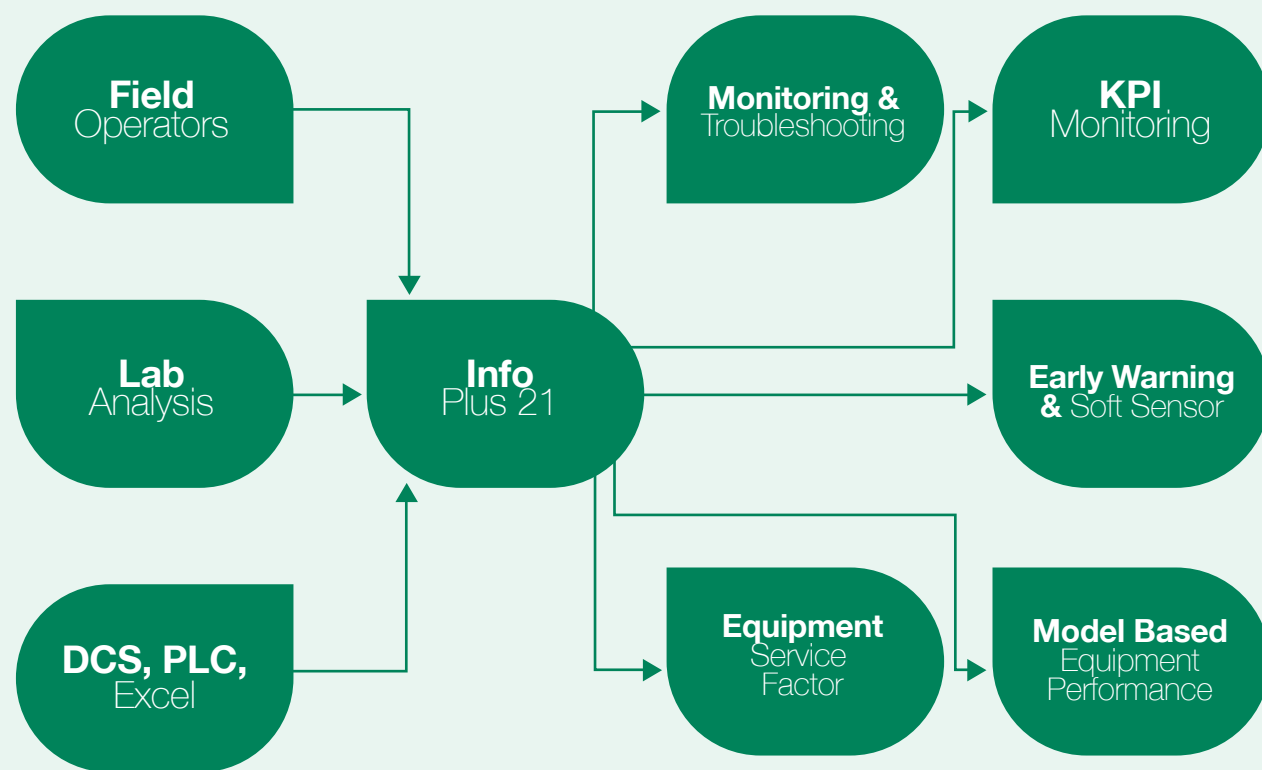 Field
Operators
Monitoring &
Troubleshooting
KPI
Monitoring
Lab
Analysis
Info
Plus 21
Early Warning
& Soft Sensor
DCS, PLC,
Excel
Equipment
Service
Factor
Model Based
Equipment
Performance